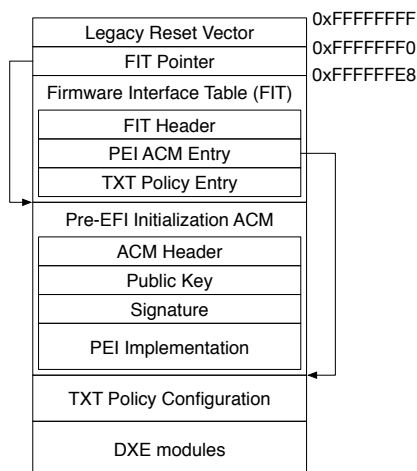 0xFFFFFFFF
Legacy Reset Vector
0xFFFFFFF0
FIT Pointer
0xFFFFFFE8
Firmware Interface Table (FIT)
FIT Header
PEI ACM Entry
TXT Policy Entry
Pre-EFI Initialization ACM
ACM Header
Public Key
Signature
PEI Implementation
TXT Policy Configuration
DXE modules